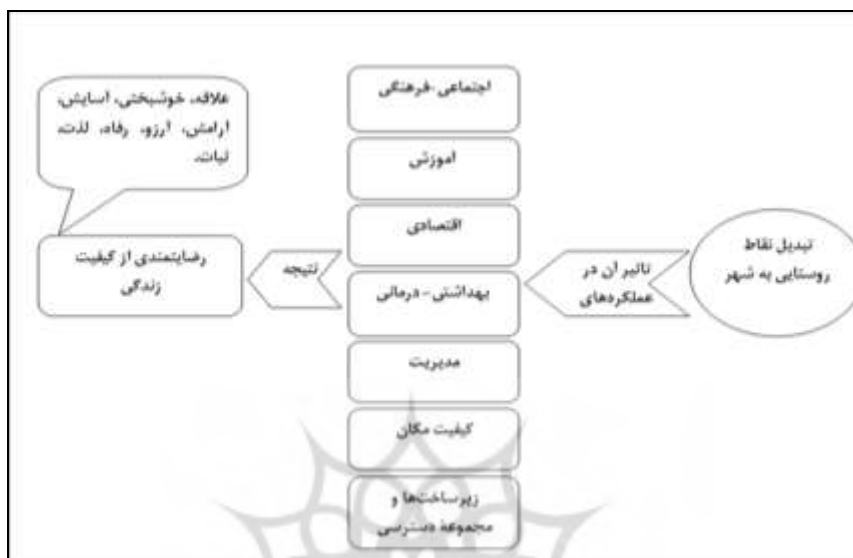 تبدیل نقاط
روستایی به شهر
تاثیر آن در
عملکردهای
اجتماعی-فرهنگی
آموزش
اقتصادی
بهداشتی-درمانی
مدیریت
کیفیت مکان
زیرساخت‌ها و
مجموعهٔ دسترسی
نتیجه
رضایتمندی از کیفیت
زندگی
علاقه، خوشبختی، آسایش،
آرامش، آرزو، رفاه، لذت،
ثبات.